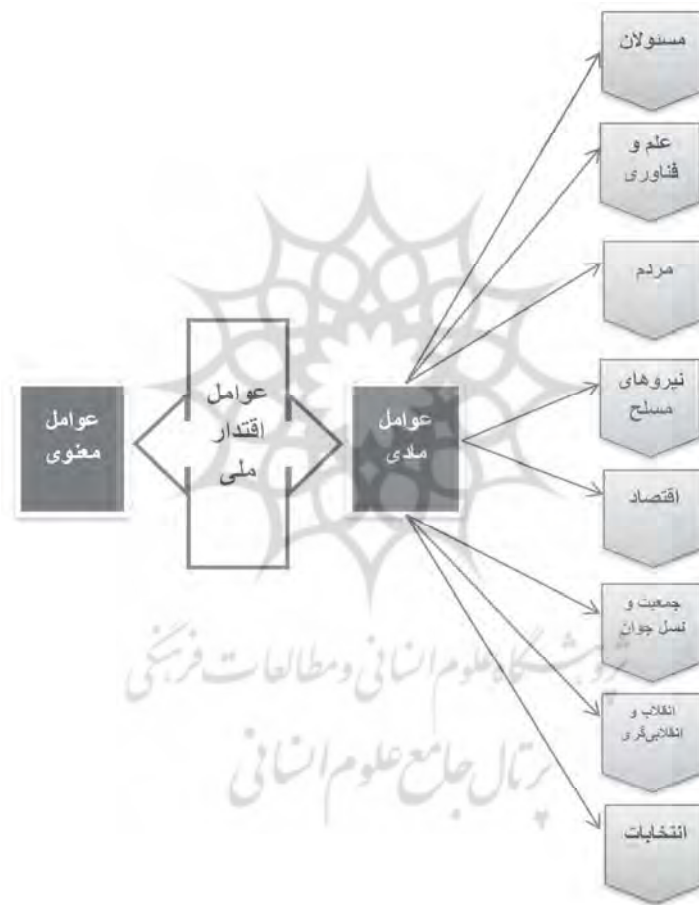 مسئولان
علم و
فناوری
مردم
نیروهای
مسلح
اقتصاد
جمعیت و
نسل جوان
انقلاب و
انقلابی‌گری
انتخابات
عوامل
مادی
عوامل
اقتدار
ملی
عوامل
معنوی
پژوهشگاه علوم انسانی و مطالعات فرهنگی
پرتال جامع علوم انسانی